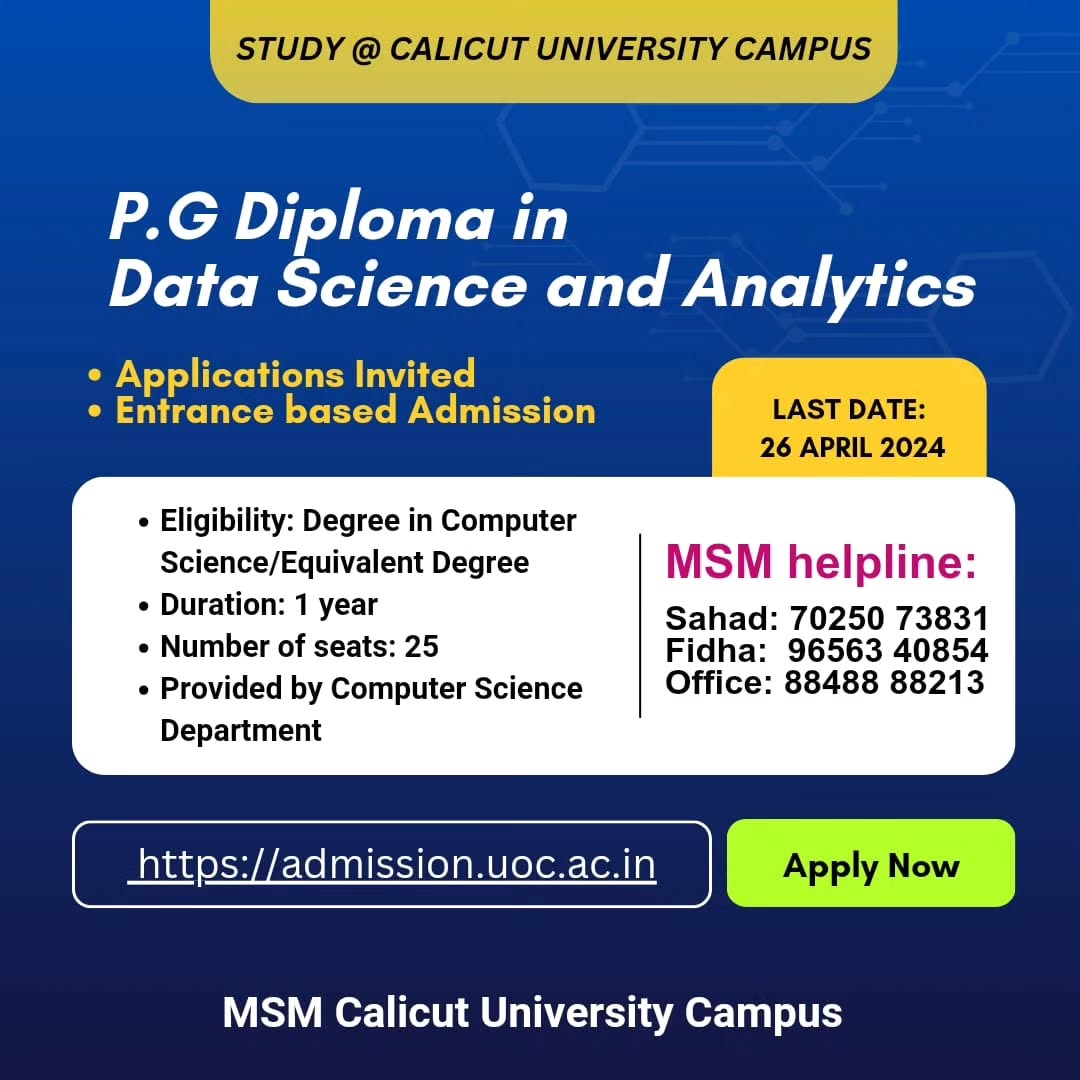 STUDY @ CALICUT UNIVERSITY CAMPUS
P.G Diploma in
Data Science and Analytics
• Applications Invited
• Entrance based Admission
LAST DATE:
26 APRIL 2024
• Eligibility: Degree in Computer
Science/Equivalent Degree
• Duration: 1 year
• Number of seats: 25
• Provided by Computer Science
Department
MSM helpline:
Sahad: 70250 73831
Fidha: 96563 40854
Office: 88488 88213
https://admission.uoc.ac.in
Apply Now
MSM Calicut University Campus